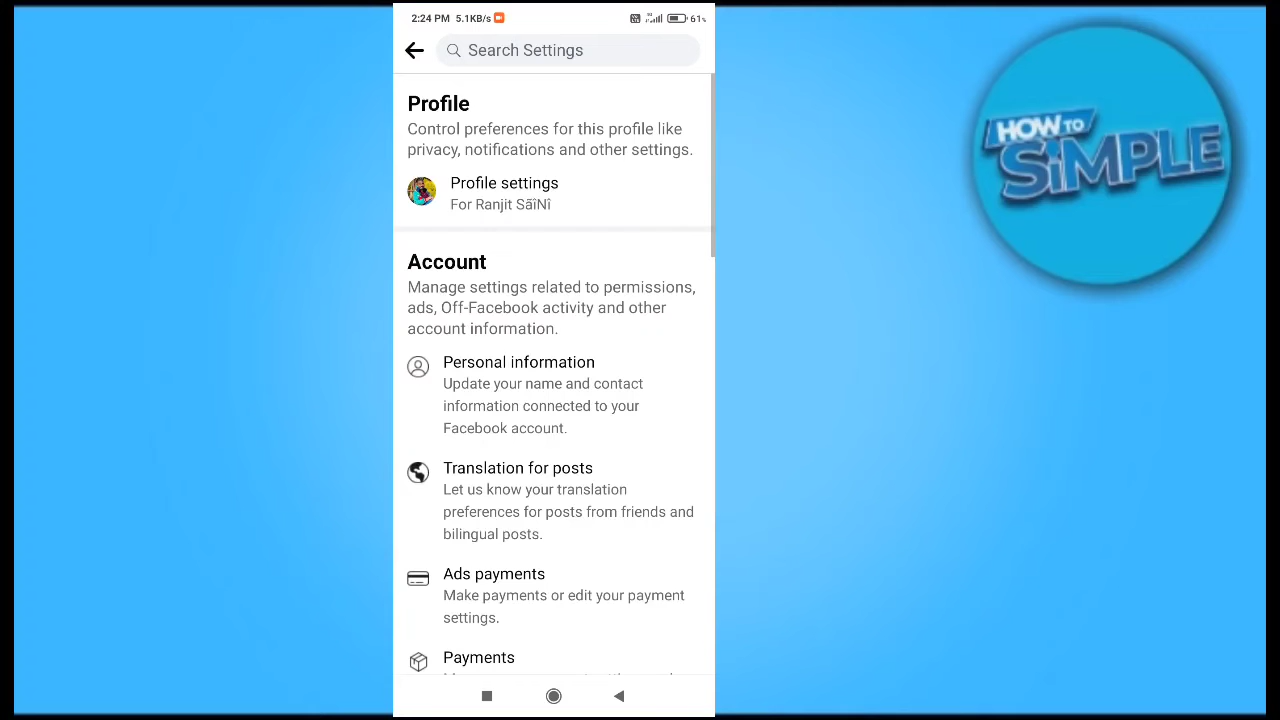 2:24 PM 5.1KB/s
61%
Search Settings
HOW TO
SiMPLE
Profile
Control preferences for this profile like
privacy, notifications and other settings.
Profile settings
For Ranjit SãîNî
Account
Manage settings related to permissions,
ads, Off-Facebook activity and other
account information.
Personal information
Update your name and contact
information connected to your
Facebook account.
Translation for posts
Let us know your translation
preferences for posts from friends and
bilingual posts.
Ads payments
Make payments or edit your payment
settings.
Payments